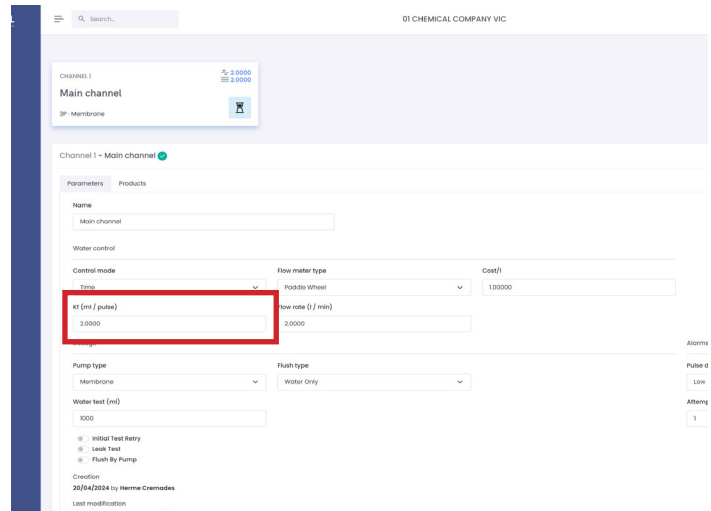 Search...
01 CHEMICAL COMPANY VIC
CHANNEL 1
2.0000
2.0000
Main channel
3P - Membrane
Channel 1 - Main channel
Parameters Products
Name
Main channel
Water control
Control mode Flow meter type Cost/l
Time Paddle Wheel 1.00000
Kf (ml / pulse) Flow rate (l / min)
2.0000 2.0000
Alarms
Pump type Flush type Pulse d
Membrane Water Only Low
Water test (ml) Attemp
1000 1
Initial Test Retry
Leak Test
Flush By Pump
Creation
20/04/2024 by Herme Cremades
Last modification